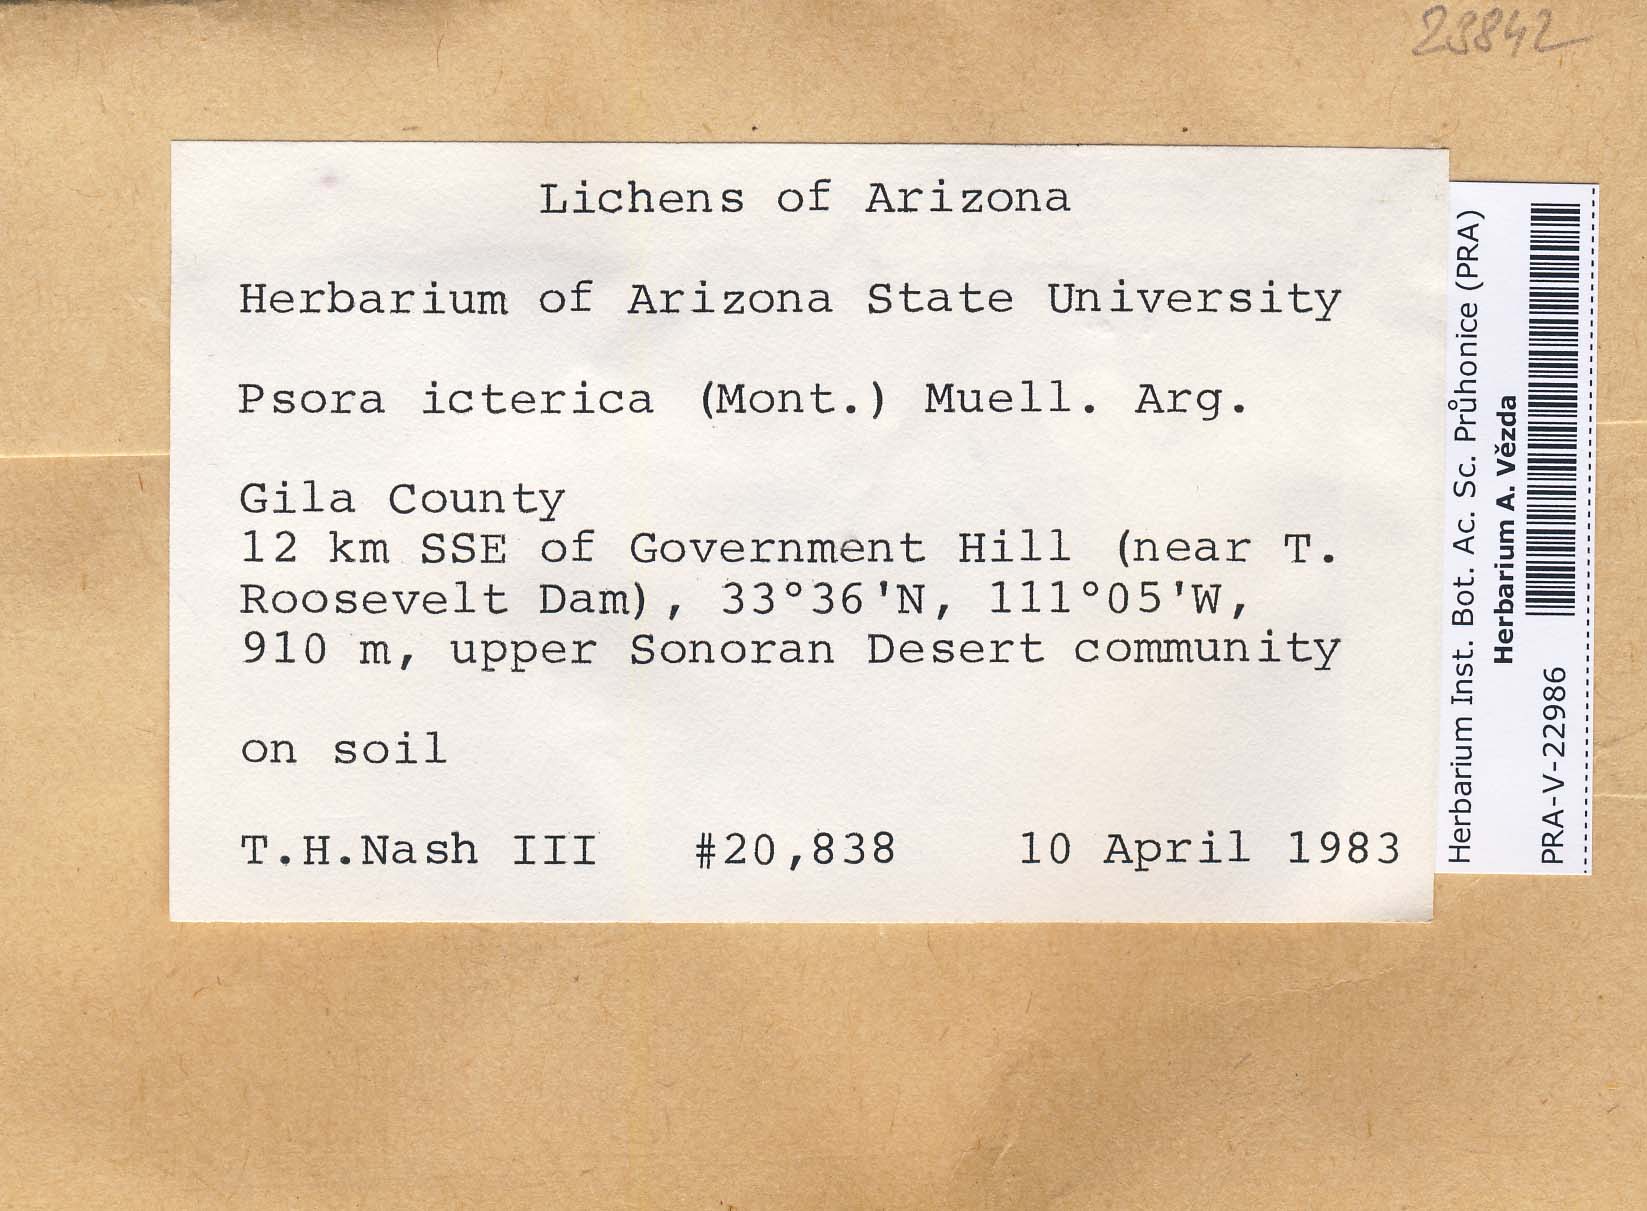 23842
Lichens of Arizona
Herbarium of Arizona State University
Psora icterica (Mont.) Muell. Arg.
Gila County
12 km SSE of Government Hill (near T.
Roosevelt Dam), 33°36'N, 111°05'W,
910 m, upper Sonoran Desert community
on soil
T.H.Nash III #20,838 10 April 1983
Herbarium Inst. Bot. Ac. Sc. Průhonice (PRA)
Herbarium A. Vězda
PRA-V-22986